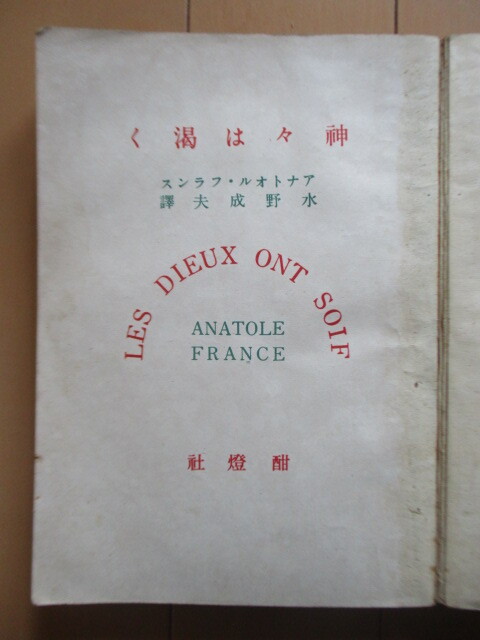 神々は渇く
アナトオル・フランス
水野成夫譯
LES DIEUX ONT SOIF
ANATOLE
FRANCE
酣燈社